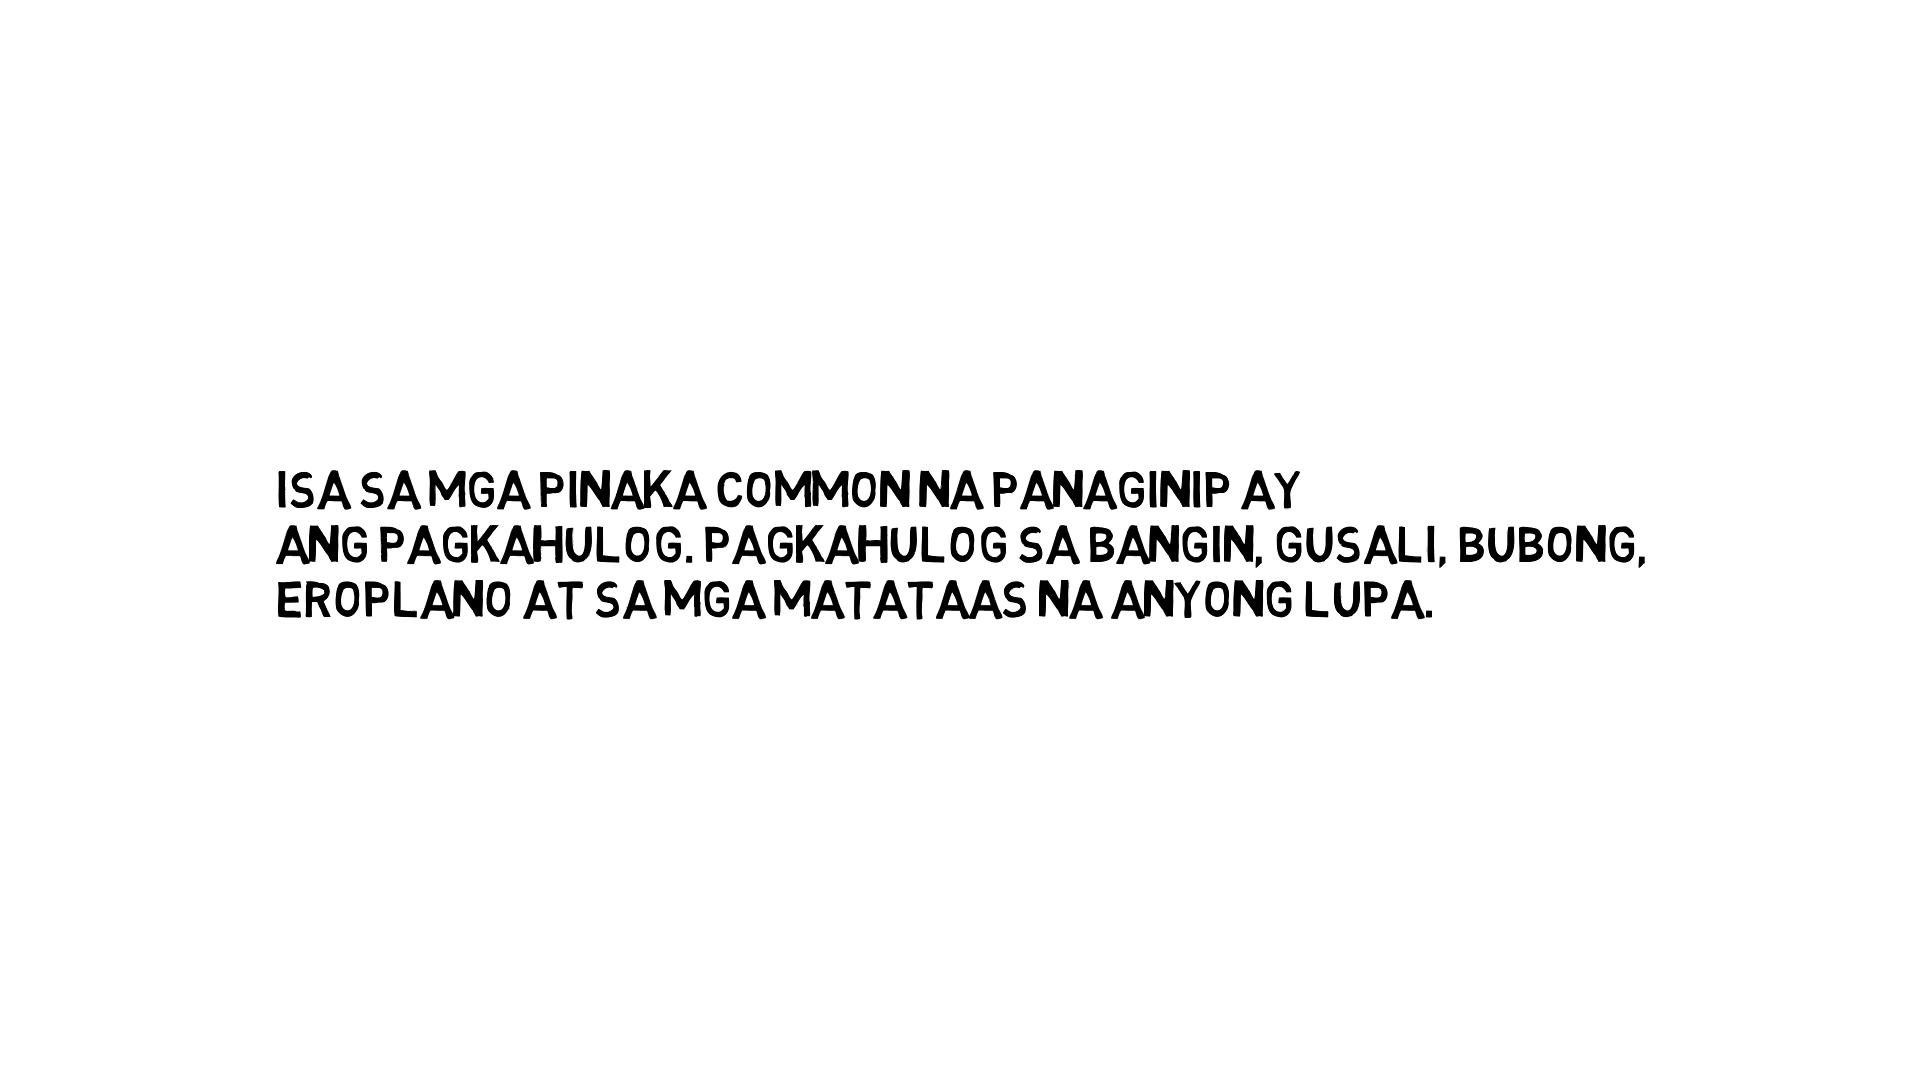 ISA SA MGA PINAKA COMMON NA PANAGINIP AY
ANG PAGKAHULOG. PAGKAHULOG SA BANGIN, GUSALI, BUBONG,
EROPLANO AT SA MGA MATATAAS NA ANYONG LUPA.